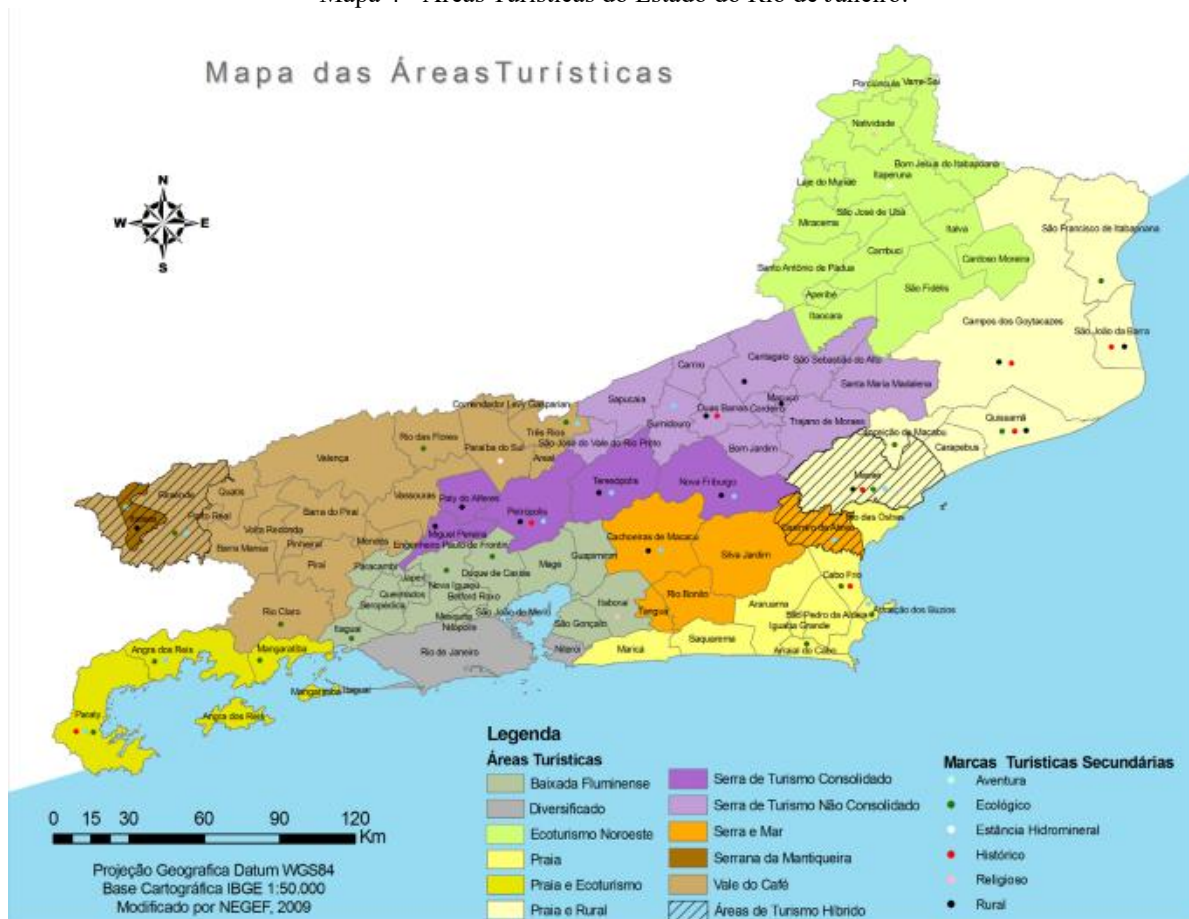 Mapa 4 - Áreas Turísticas do Estado do Rio de Janeiro.
Mapa das ÁreasTurísticas
N
W E
S
Porciúncula
Varre-Sai
Natividade
Bom Jesus do Itabapoana
Itaperuna
Laje do Muriaé
São José de Ubá
Miracema
Italva
São Francisco de Itabapoana
Cambuci
Cardoso Moreira
Santo Antônio de Pádua
São Fidélis
Aperibé
Itaocara
Campos dos Goytacazes
São João da Barra
Cantagalo
São Sebastião do Alto
Carmo
Santa Maria Madalena
Sapucaia
Macuco
Comendador Levy Gasparian
Duas Barras
Cordeiro
Três Rios
Sumidouro
Trajano de Moraes
Quissamã
Rio das Flores
Paraíba do Sul
São José do Vale do Rio Preto
Conceição de Macabu
Carapebus
Valença
Areal
Bom Jardim
Macaé
Resende
Quatis
Vassouras
Paty do Alferes
Teresópolis
Nova Friburgo
Porto Real
Barra do Piraí
Petrópolis
Casimiro de Abreu
Rio das Ostras
Volta Redonda
Miguel Pereira
Barra Mansa
Pinheiral
Mendes
Engenheiro Paulo de Frontin
Cachoeiras de Macacu
Silva Jardim
Piraí
Paracambi
Guapimirim
Japeri
Duque de Caxias
Magé
Cabo Frio
Nova Iguaçu
Queimados
Belford Roxo
Rio Bonito
Seropédica
Itaboraí
Araruama
Armação dos Búzios
Rio Claro
São João de Meriti
Tanguá
São Pedro da Aldeia
Mesquita
São Gonçalo
Iguaba Grande
Itaguaí
Nilópolis
Saquarema
Angra dos Reis
Mangaratiba
Rio de Janeiro
Niterói
Maricá
Arraial do Cabo
Mangaratiba
Itaguaí
Paraty
Angra dos Reis
Legenda
Áreas Turísticas
Baixada Fluminense
Diversificado
Ecoturismo Noroeste
Praia
Praia e Ecoturismo
Praia e Rural
Serra de Turismo Consolidado
Serra de Turismo Não Consolidado
Serra e Mar
Serrana da Mantiqueira
Vale do Café
Áreas de Turismo Híbrido
Marcas Turisticas Secundárias
Aventura
Ecológico
Estância Hidromineral
Histórico
Religioso
Rural
0 15 30 60 90 120
Km
Projeção Geografica Datum WGS84
Base Cartográfica IBGE 1:50.000
Modificado por NEGEF, 2009